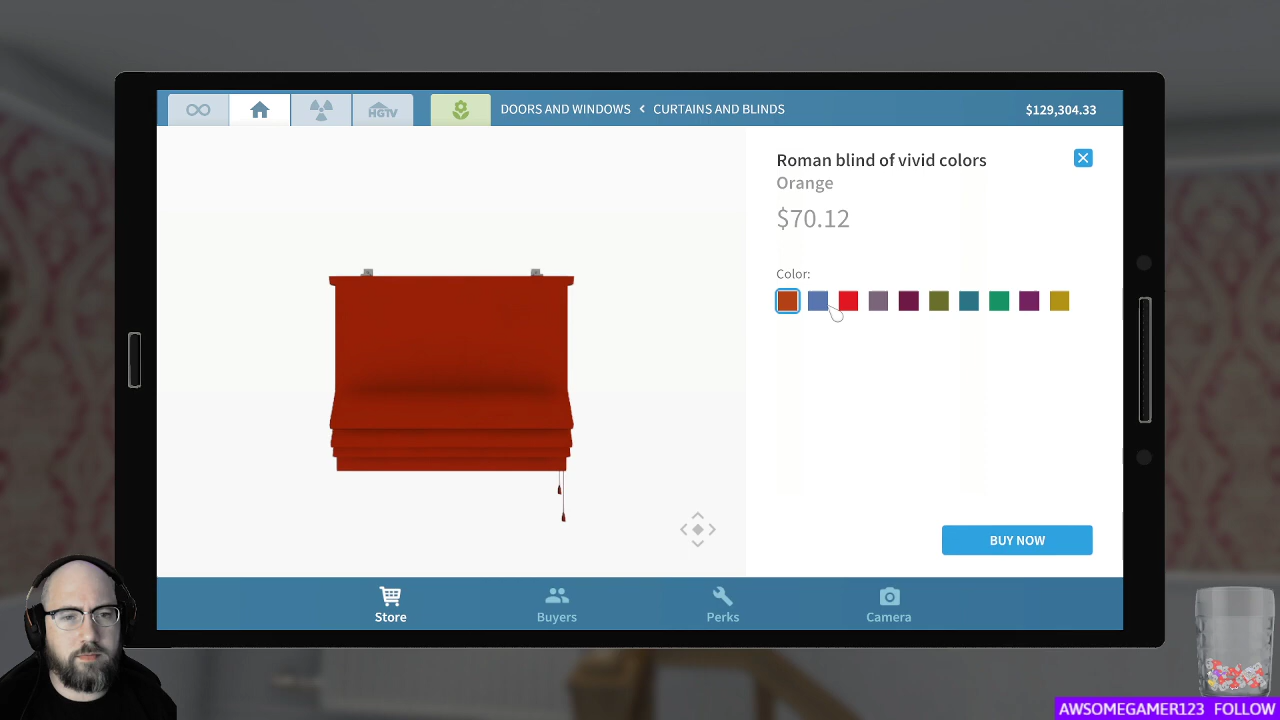 HGTV
DOORS AND WINDOWS < CURTAINS AND BLINDS
$129,304.33
Roman blind of vivid colors
Orange
$70.12
Color:
BUY NOW
Store
Buyers
Perks
Camera
AWSOMEGAMER123 FOLLOW